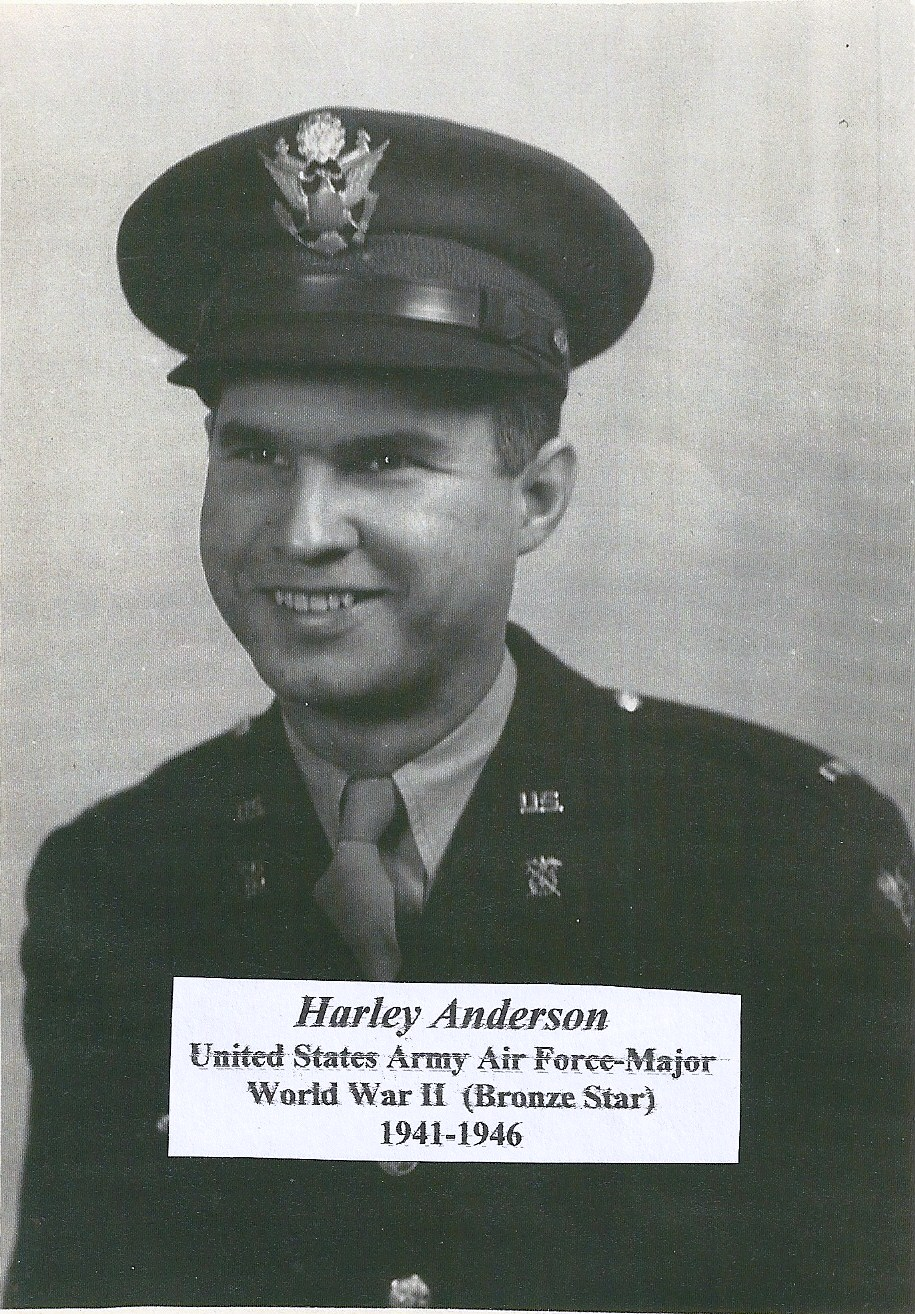 U.S.
Harley Anderson
United States Army Air Force-Major
World War II (Bronze Star)
1941-1946